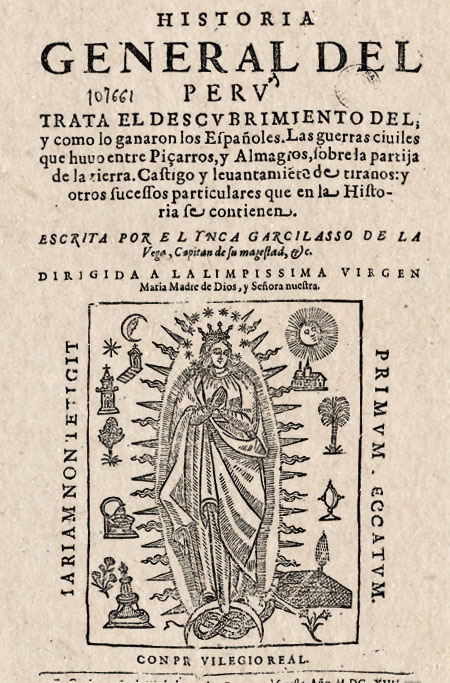 HISTORIA
GENERAL DEL
PERV
107661
TRATA EL DESCVBRIMIENTO DEL;
y como lo ganaron los Españoles. Las guerras ciuiles
que huuo entre Piçarros, y Almagros, sobre la partija
de la tierra. Castigo y leuantamiẽto de tiranos: y
otros sucessos particulares que en la Histo-
ria se contienen.
ESCRITA POR EL YNCA GARCILASSO DE LA
Vega, Capitan de su magestad, &c.
DIRIGIDA A LA LIMPISSIMA VIRGEN
Maria Madre de Dios, y Señora nuestra.
MARIAM NON TETIGIT
PRIMVM. PECCATVM.
CON PRIVILEGIO REAL.